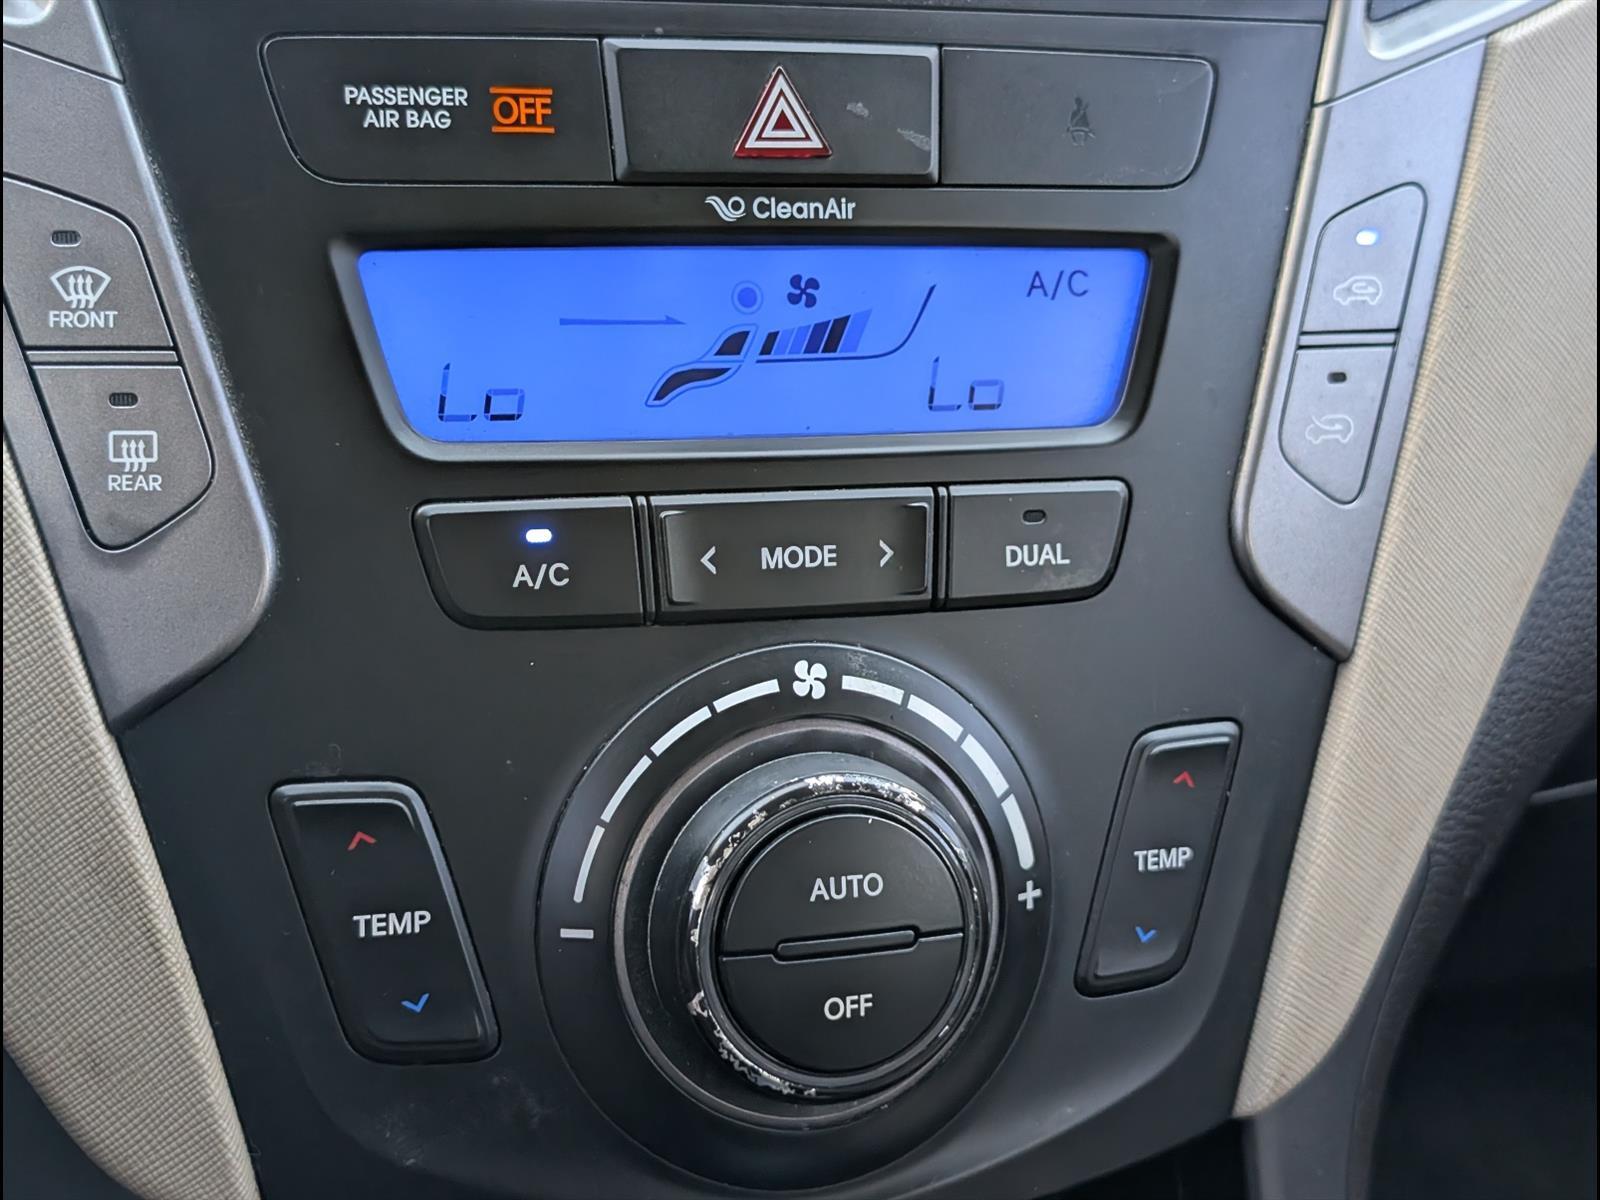 PASSENGER
AIR BAG OFF
CleanAir
FRONT
REAR
A/C
Lo
Lo
A/C
< MODE >
DUAL
TEMP
AUTO
OFF
- +
TEMP